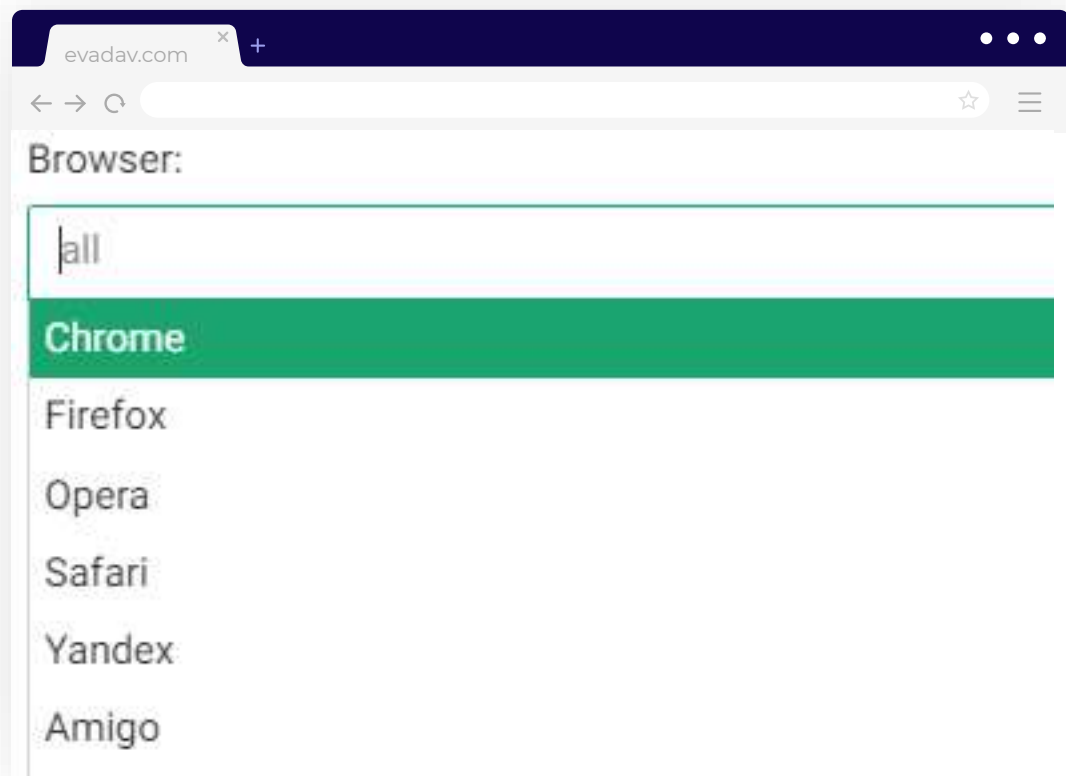 evadav.com
Browser:
all
Chrome
Firefox
Opera
Safari
Yandex
Amigo